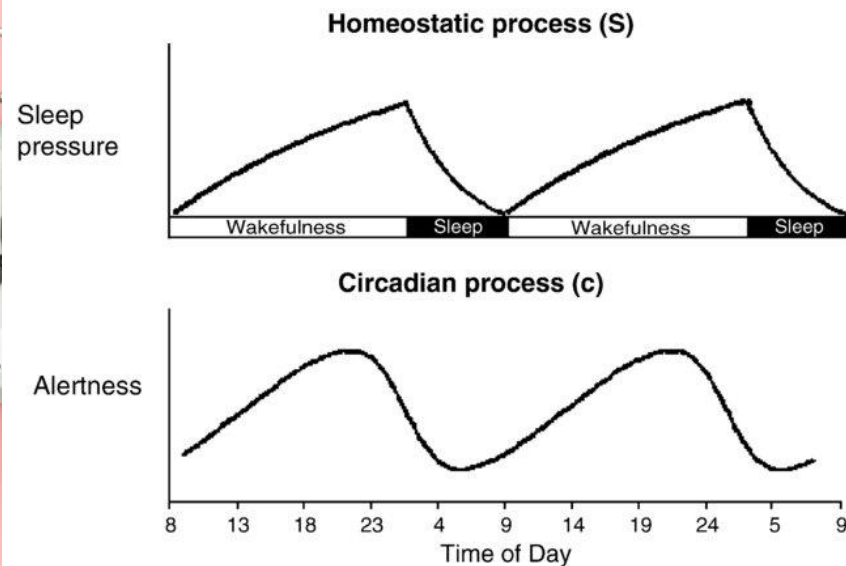 Homeostatic process (S)
Sleep
pressure
Wakefulness Sleep Wakefulness Sleep
Circadian process (c)
Alertness
8 13 18 23 4 9 14 19 24 5 9
Time of Day